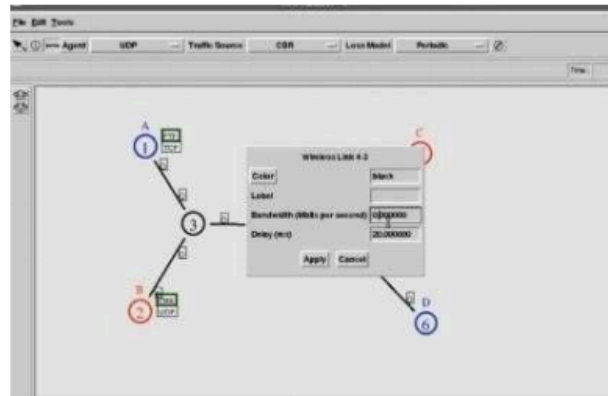 File Edit Tools
Agent UDP Traffic Source CBR Loss Model Periodic
Time:
A
1
TCP
C
Wireless Link 4-3
Color black
Label
Bandwidth (Mbits per second)
Delay (ms) 20.000000
Apply Cancel
3
B
2
UDP
D
6